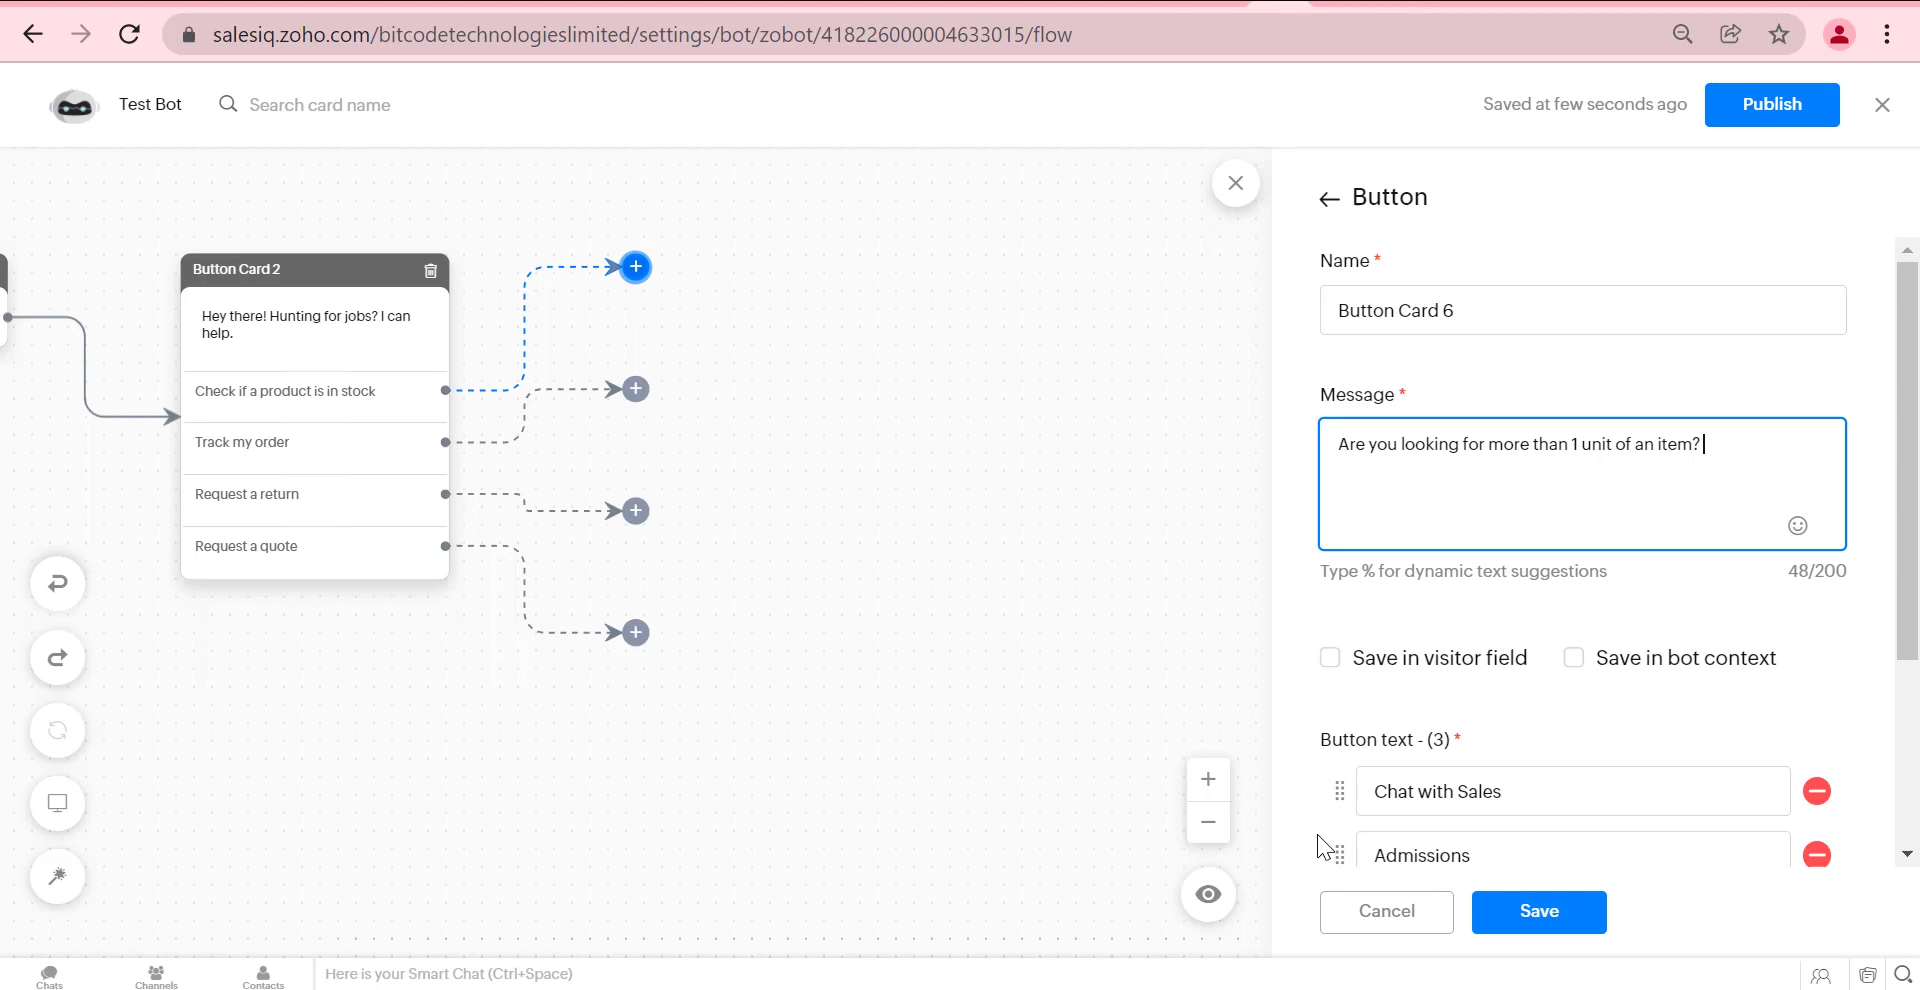 salesiq.zoho.com/bitcodetechnologieslimited/settings/bot/zobot/418226000004633015/flow
Test Bot
Search card name
Saved at few seconds ago
Publish
Button Card 2
Hey there! Hunting for jobs? I can
help.
Check if a product is in stock
Track my order
Request a return
Request a quote
Button
Name *
Button Card 6
Message *
Are you looking for more than 1 unit of an item?
Type % for dynamic text suggestions
48/200
Save in visitor field
Save in bot context
Button text - (3) *
Chat with Sales
Admissions
Cancel
Save
Chats
Channels
Contacts
Here is your Smart Chat (Ctrl+Space)